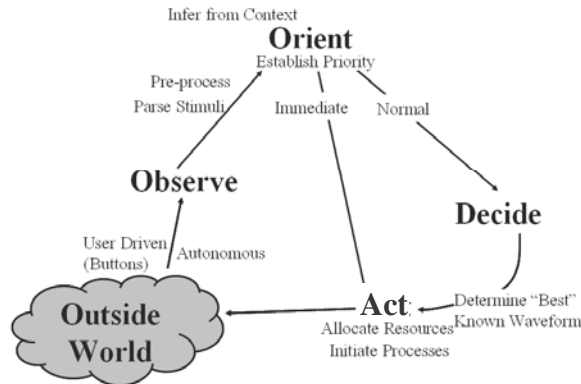 Infer from Context
Orient
Establish Priority
Pre-process
Parse Stimuli
Immediate
Normal
Observe
Decide
User Driven
(Buttons)
Autonomous
Outside
World
Act;
Allocate Resources
Initiate Processes
Determine “Best”
Known Waveform